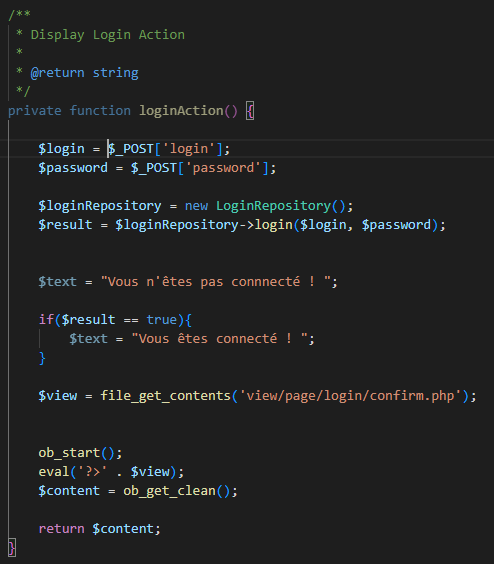 /**
 * Display Login Action
 *
 * @return string
 */
private function loginAction() {
$login = $_POST['login'];
$password = $_POST['password'];
$loginRepository = new LoginRepository();
$result = $loginRepository->login($login, $password);
$text = "Vous n'êtes pas connnecté ! ";
if($result == true){
$text = "Vous êtes connecté ! ";
}
$view = file_get_contents('view/page/login/confirm.php');
ob_start();
eval('?>' . $view);
$content = ob_get_clean();
return $content;
}